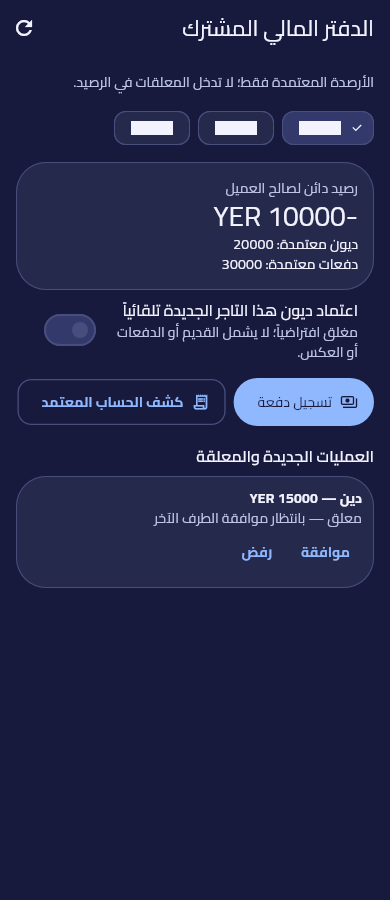 الدفتر المالي المشترك
الأرصدة المعتمدة فقط؛ لا تدخل المعلقات في الرصيد.
رصيد دائن لصالح العميل
YER 10000-
ديون معتمدة: 20000
دفعات معتمدة: 30000
اعتماد ديون هذا التاجر الجديدة تلقائياً
مغلق افتراضياً؛ لا يشمل القديم أو الدفعات
أو العكس.
تسجيل دفعة
كشف الحساب المعتمد
العمليات الجديدة والمعلقة
دين — YER 15000
معلق — بانتظار موافقة الطرف الآخر
موافقة
رفض